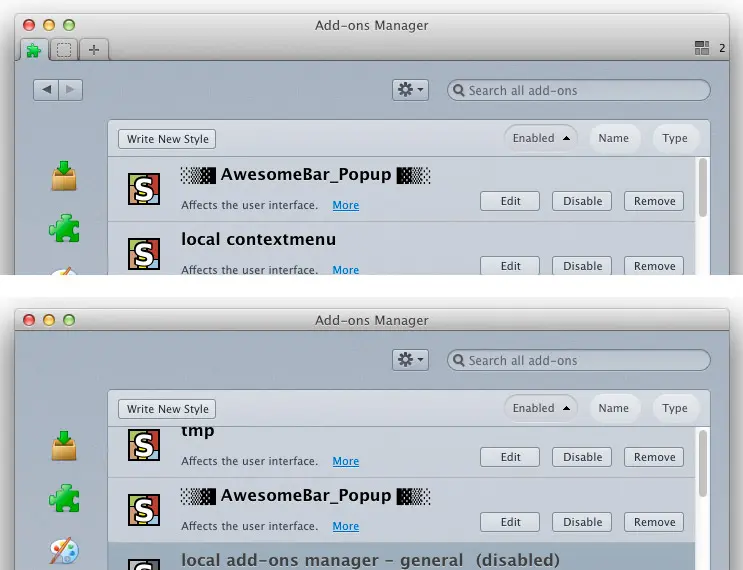 Add-ons Manager
2
Search all add-ons
Write New Style
Enabled Name Type
S
░▒▓█ AwesomeBar_Popup █▓▒░
Affects the user interface. More Edit Disable Remove
S
local contextmenu
Affects the user interface. More Edit Disable Remove
Add-ons Manager
Search all add-ons
Write New Style
Enabled Name Type
S
tmp
Affects the user interface. More Edit Disable Remove
S
░▒▓█ AwesomeBar_Popup █▓▒░
Affects the user interface. More Edit Disable Remove
local add-ons manager - general (disabled)